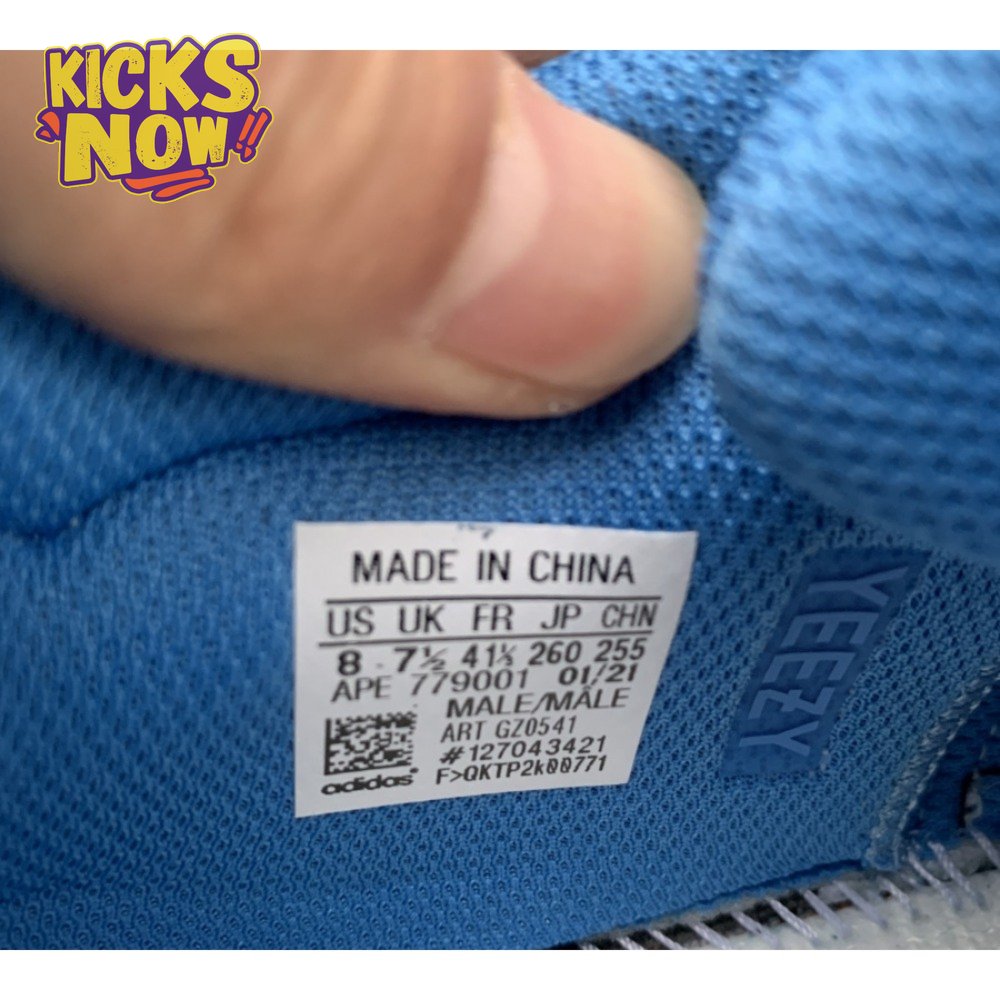 KICKS
NOW!!
MADE IN CHINA
US UK FR JP CHN
8 7½ 41⅓ 260 255
APE 779001 01/21
MALE/MÂLE
ART GZ0541
#127043421
F>QKTP2k00771
adidas
YEEZY